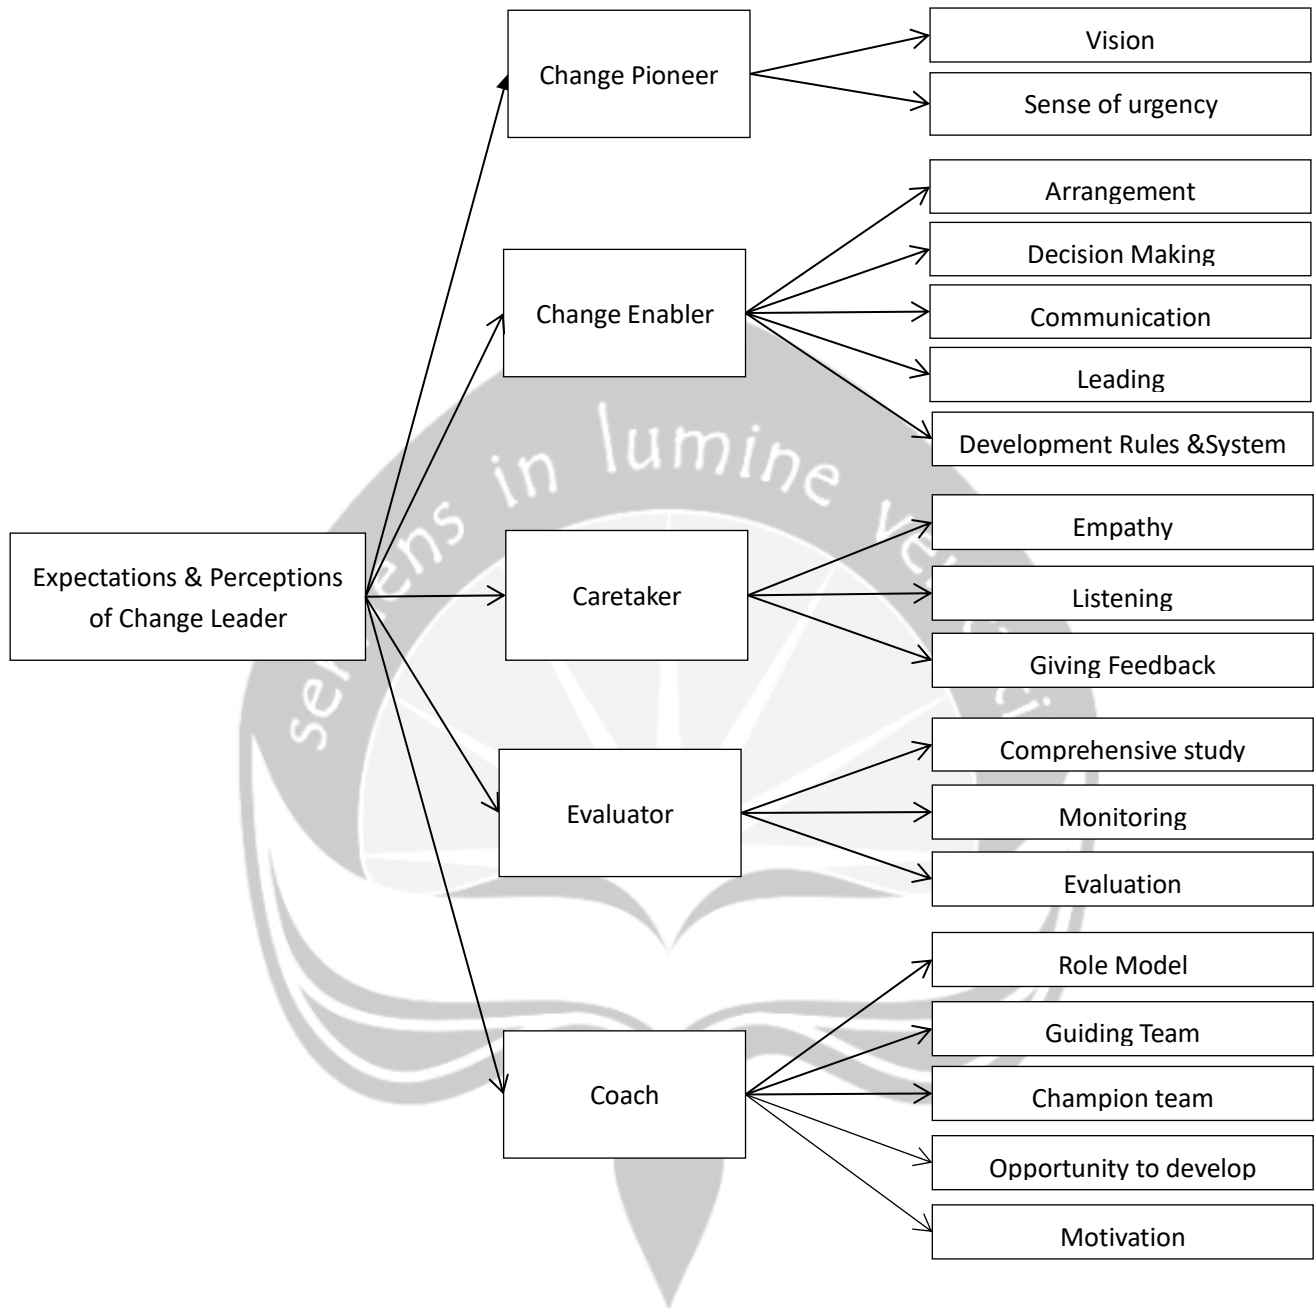 Change Pioneer
Vision
Sense of urgency
Change Enabler
Arrangement
Decision Making
Communication
Leading
Development Rules &System
Expectations & Perceptions
of Change Leader
Caretaker
Empathy
Listening
Giving Feedback
Evaluator
Comprehensive study
Monitoring
Evaluation
Coach
Role Model
Guiding Team
Champion team
Opportunity to develop
Motivation
in lumine